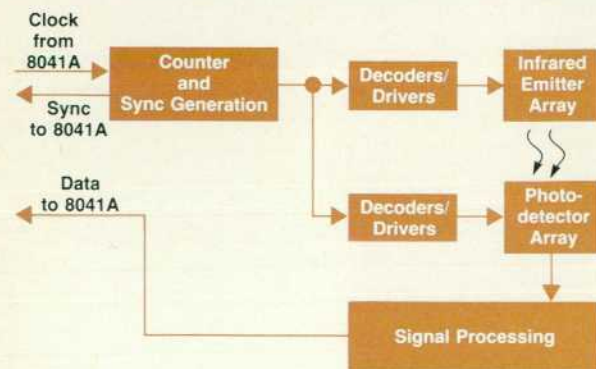 Clock
from
8041A
Counter
and
Sync Generation
Sync
to 8041A
Decoders/
Drivers
Infrared
Emitter
Array
Data
to 8041A
Decoders/
Drivers
Photo-
detector
Array
Signal Processing